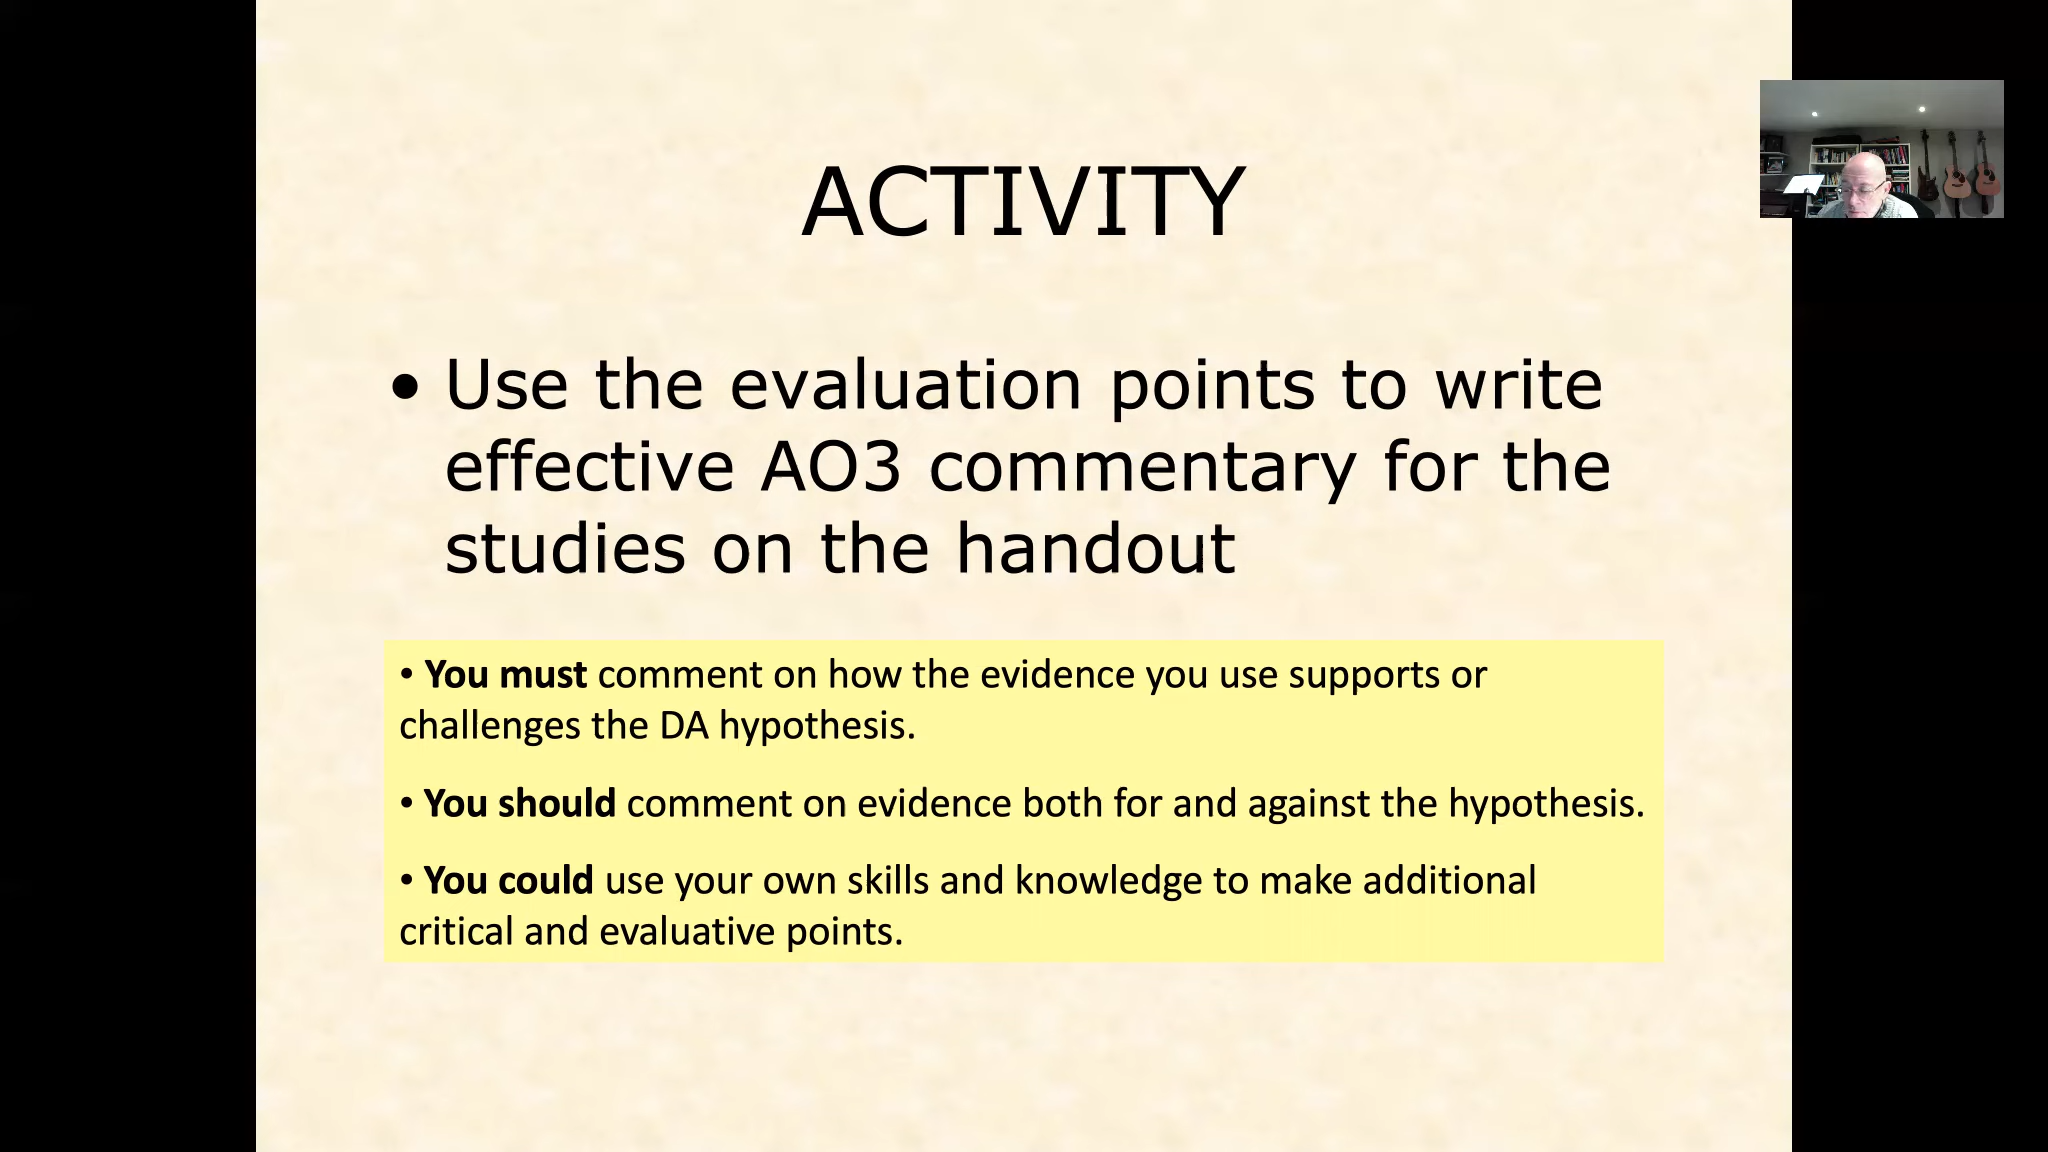 ACTIVITY
• Use the evaluation points to write
effective AO3 commentary for the
studies on the handout
• You must comment on how the evidence you use supports or
challenges the DA hypothesis.
• You should comment on evidence both for and against the hypothesis.
• You could use your own skills and knowledge to make additional
critical and evaluative points.